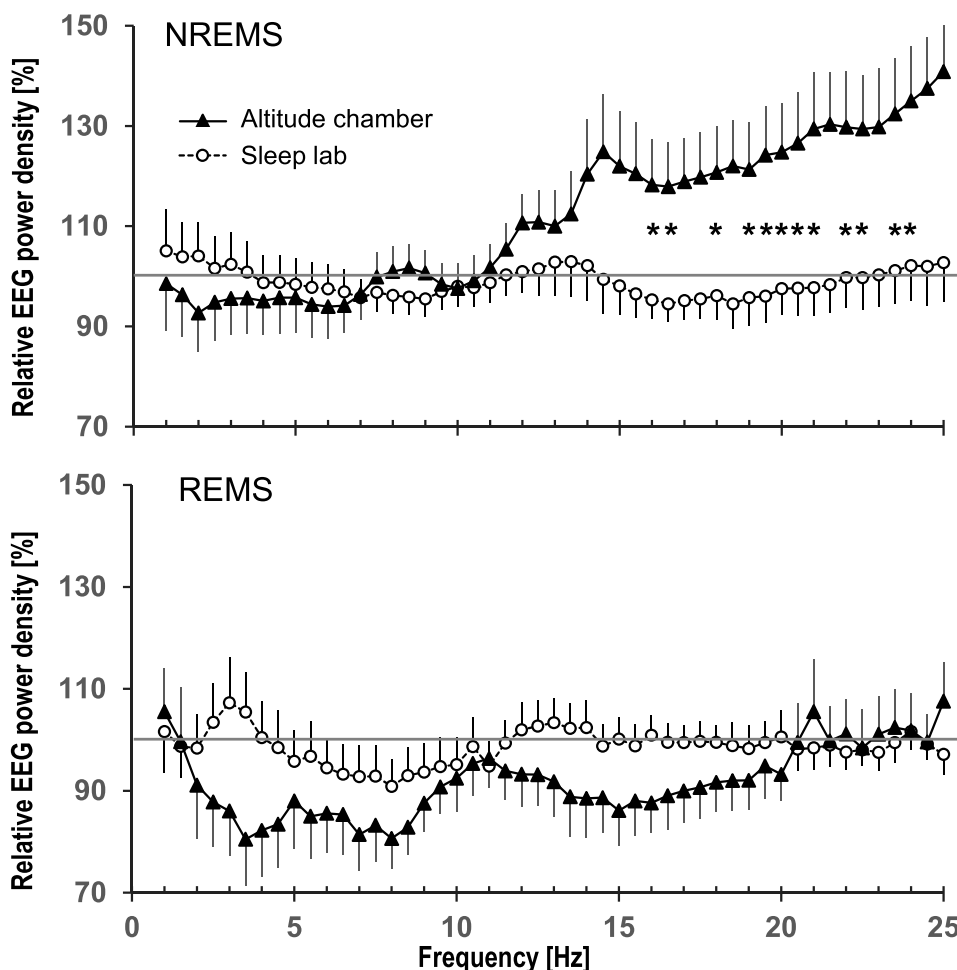 150
NREMS
Altitude chamber
Sleep lab
130
110
90
70
Relative EEG power density [%]
** * ***** ** **
150
REMS
130
110
90
70
Relative EEG power density [%]
0 5 10 15 20 25
Frequency [Hz]